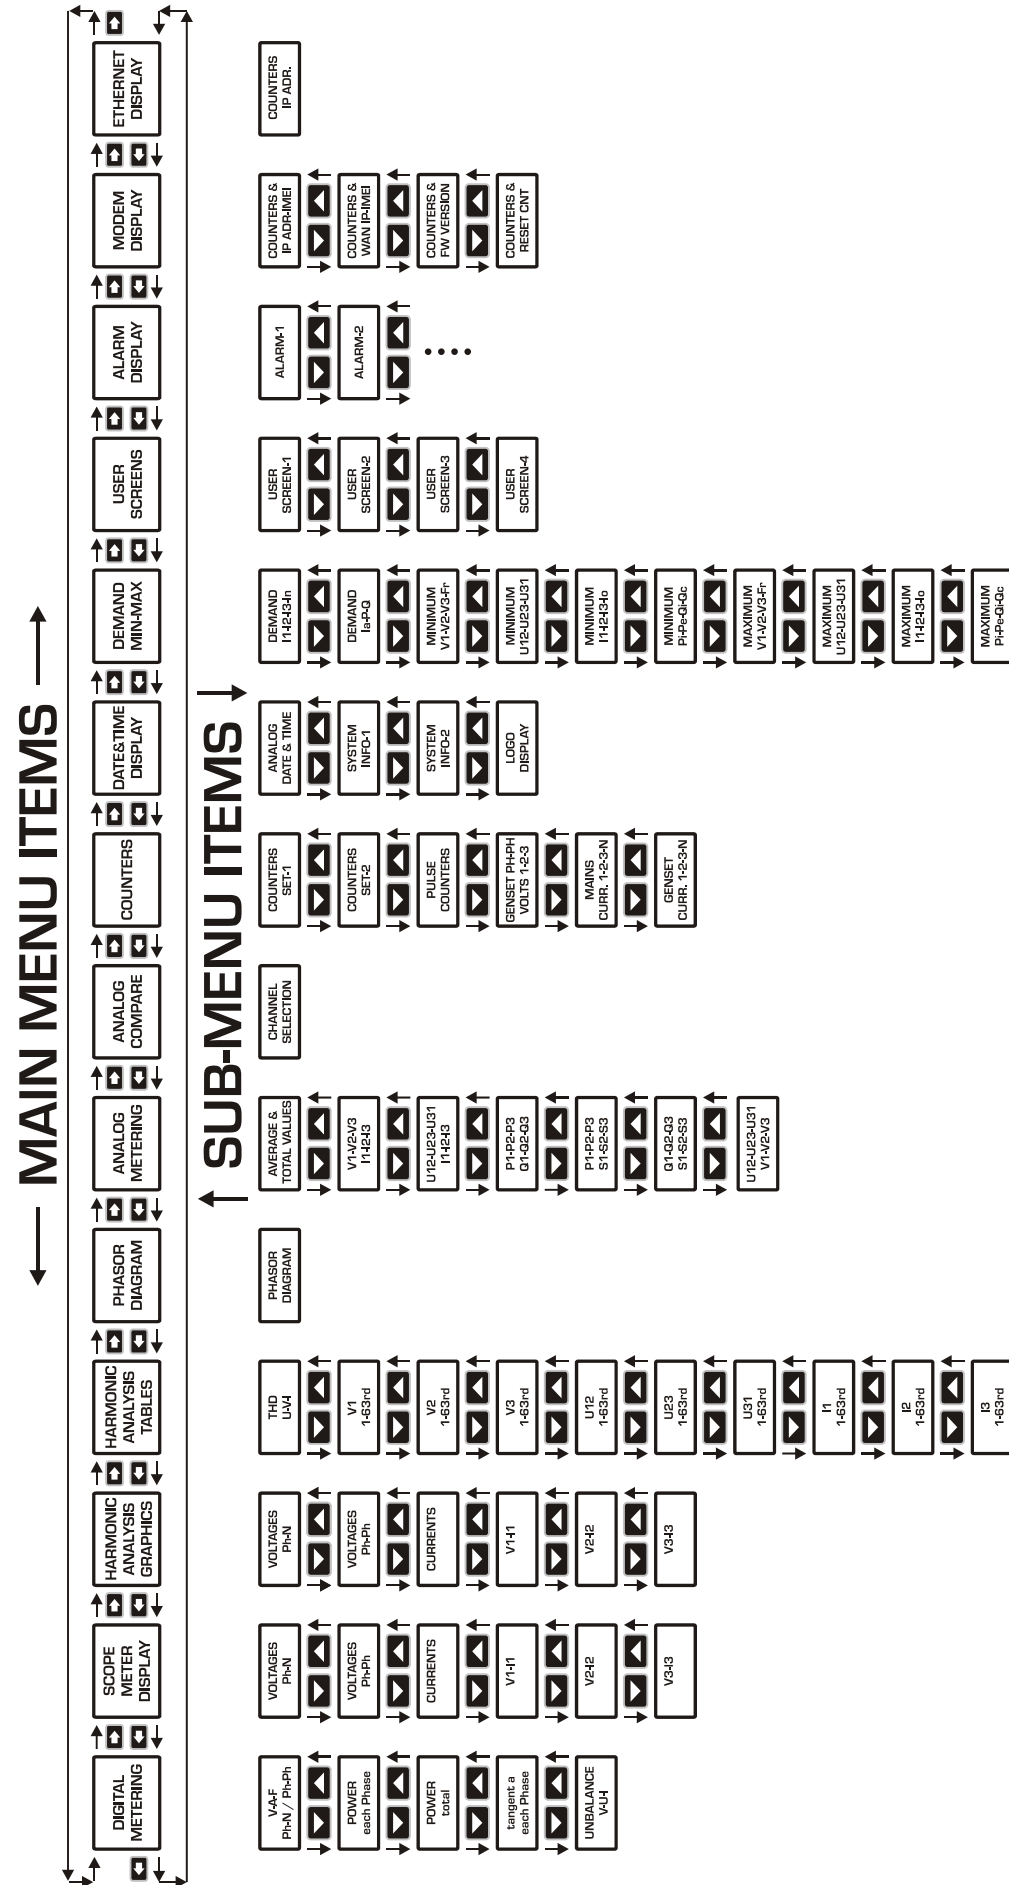 MAIN MENU ITEMS
DIGITAL
METERING
SCOPE
METER
DISPLAY
HARMONIC
ANALYSIS
GRAPHICS
HARMONIC
ANALYSIS
TABLES
PHASOR
DIAGRAM
ANALOG
METERING
ANALOG
COMPARE
COUNTERS
DATE&TIME
DISPLAY
DEMAND
MIN-MAX
USER
SCREENS
ALARM
DISPLAY
MODEM
DISPLAY
ETHERNET
DISPLAY
SUB-MENU ITEMS
V-A-F
Ph-N / Ph-Ph
POWER
each Phase
POWER
total
tangent a
each Phase
UNBALANCE
V-U-I
VOLTAGES
Ph-N
VOLTAGES
Ph-Ph
CURRENTS
V1-I1
V2-I2
V3-I3
VOLTAGES
Ph-N
VOLTAGES
Ph-Ph
CURRENTS
V1-I1
V2-I2
V3-I3
THD
U-V-I
V1
1-63rd
V2
1-63rd
V3
1-63rd
U12
1-63rd
U23
1-63rd
U31
1-63rd
I1
1-63rd
I2
1-63rd
I3
1-63rd
PHASOR
DIAGRAM
AVERAGE &
TOTAL VALUES
V1-V2-V3
I1-I2-I3
U12-U23-U31
I1-I2-I3
P1-P2-P3
Q1-Q2-Q3
P1-P2-P3
S1-S2-S3
Q1-Q2-Q3
S1-S2-S3
U12-U23-U31
V1-V2-V3
CHANNEL
SELECTION
COUNTERS
SET-1
COUNTERS
SET-2
PULSE
COUNTERS
GENSET PH-PH
VOLTS 1-2-3
MAINS
CURR. 1-2-3-N
GENSET
CURR. 1-2-3-N
ANALOG
DATE & TIME
SYSTEM
INFO-1
SYSTEM
INFO-2
LOGO
DISPLAY
DEMAND
I1-I2-I3-In
DEMAND
Ia-P-Q
MINIMUM
V1-V2-V3-Fr
MINIMUM
U12-U23-U31
MINIMUM
I1-I2-I3-Io
MINIMUM
Pi-Pe-Qi-Qc
MAXIMUM
V1-V2-V3-Fr
MAXIMUM
U12-U23-U31
MAXIMUM
I1-I2-I3-Io
MAXIMUM
Pi-Pe-Qi-Qc
USER
SCREEN-1
USER
SCREEN-2
USER
SCREEN-3
USER
SCREEN-4
ALARM-1
ALARM-2
....
COUNTERS &
IP ADR-IMEI
COUNTERS &
WAN IP-IMEI
COUNTERS &
FW VERSION
COUNTERS &
RESET CNT
COUNTERS
IP ADR.